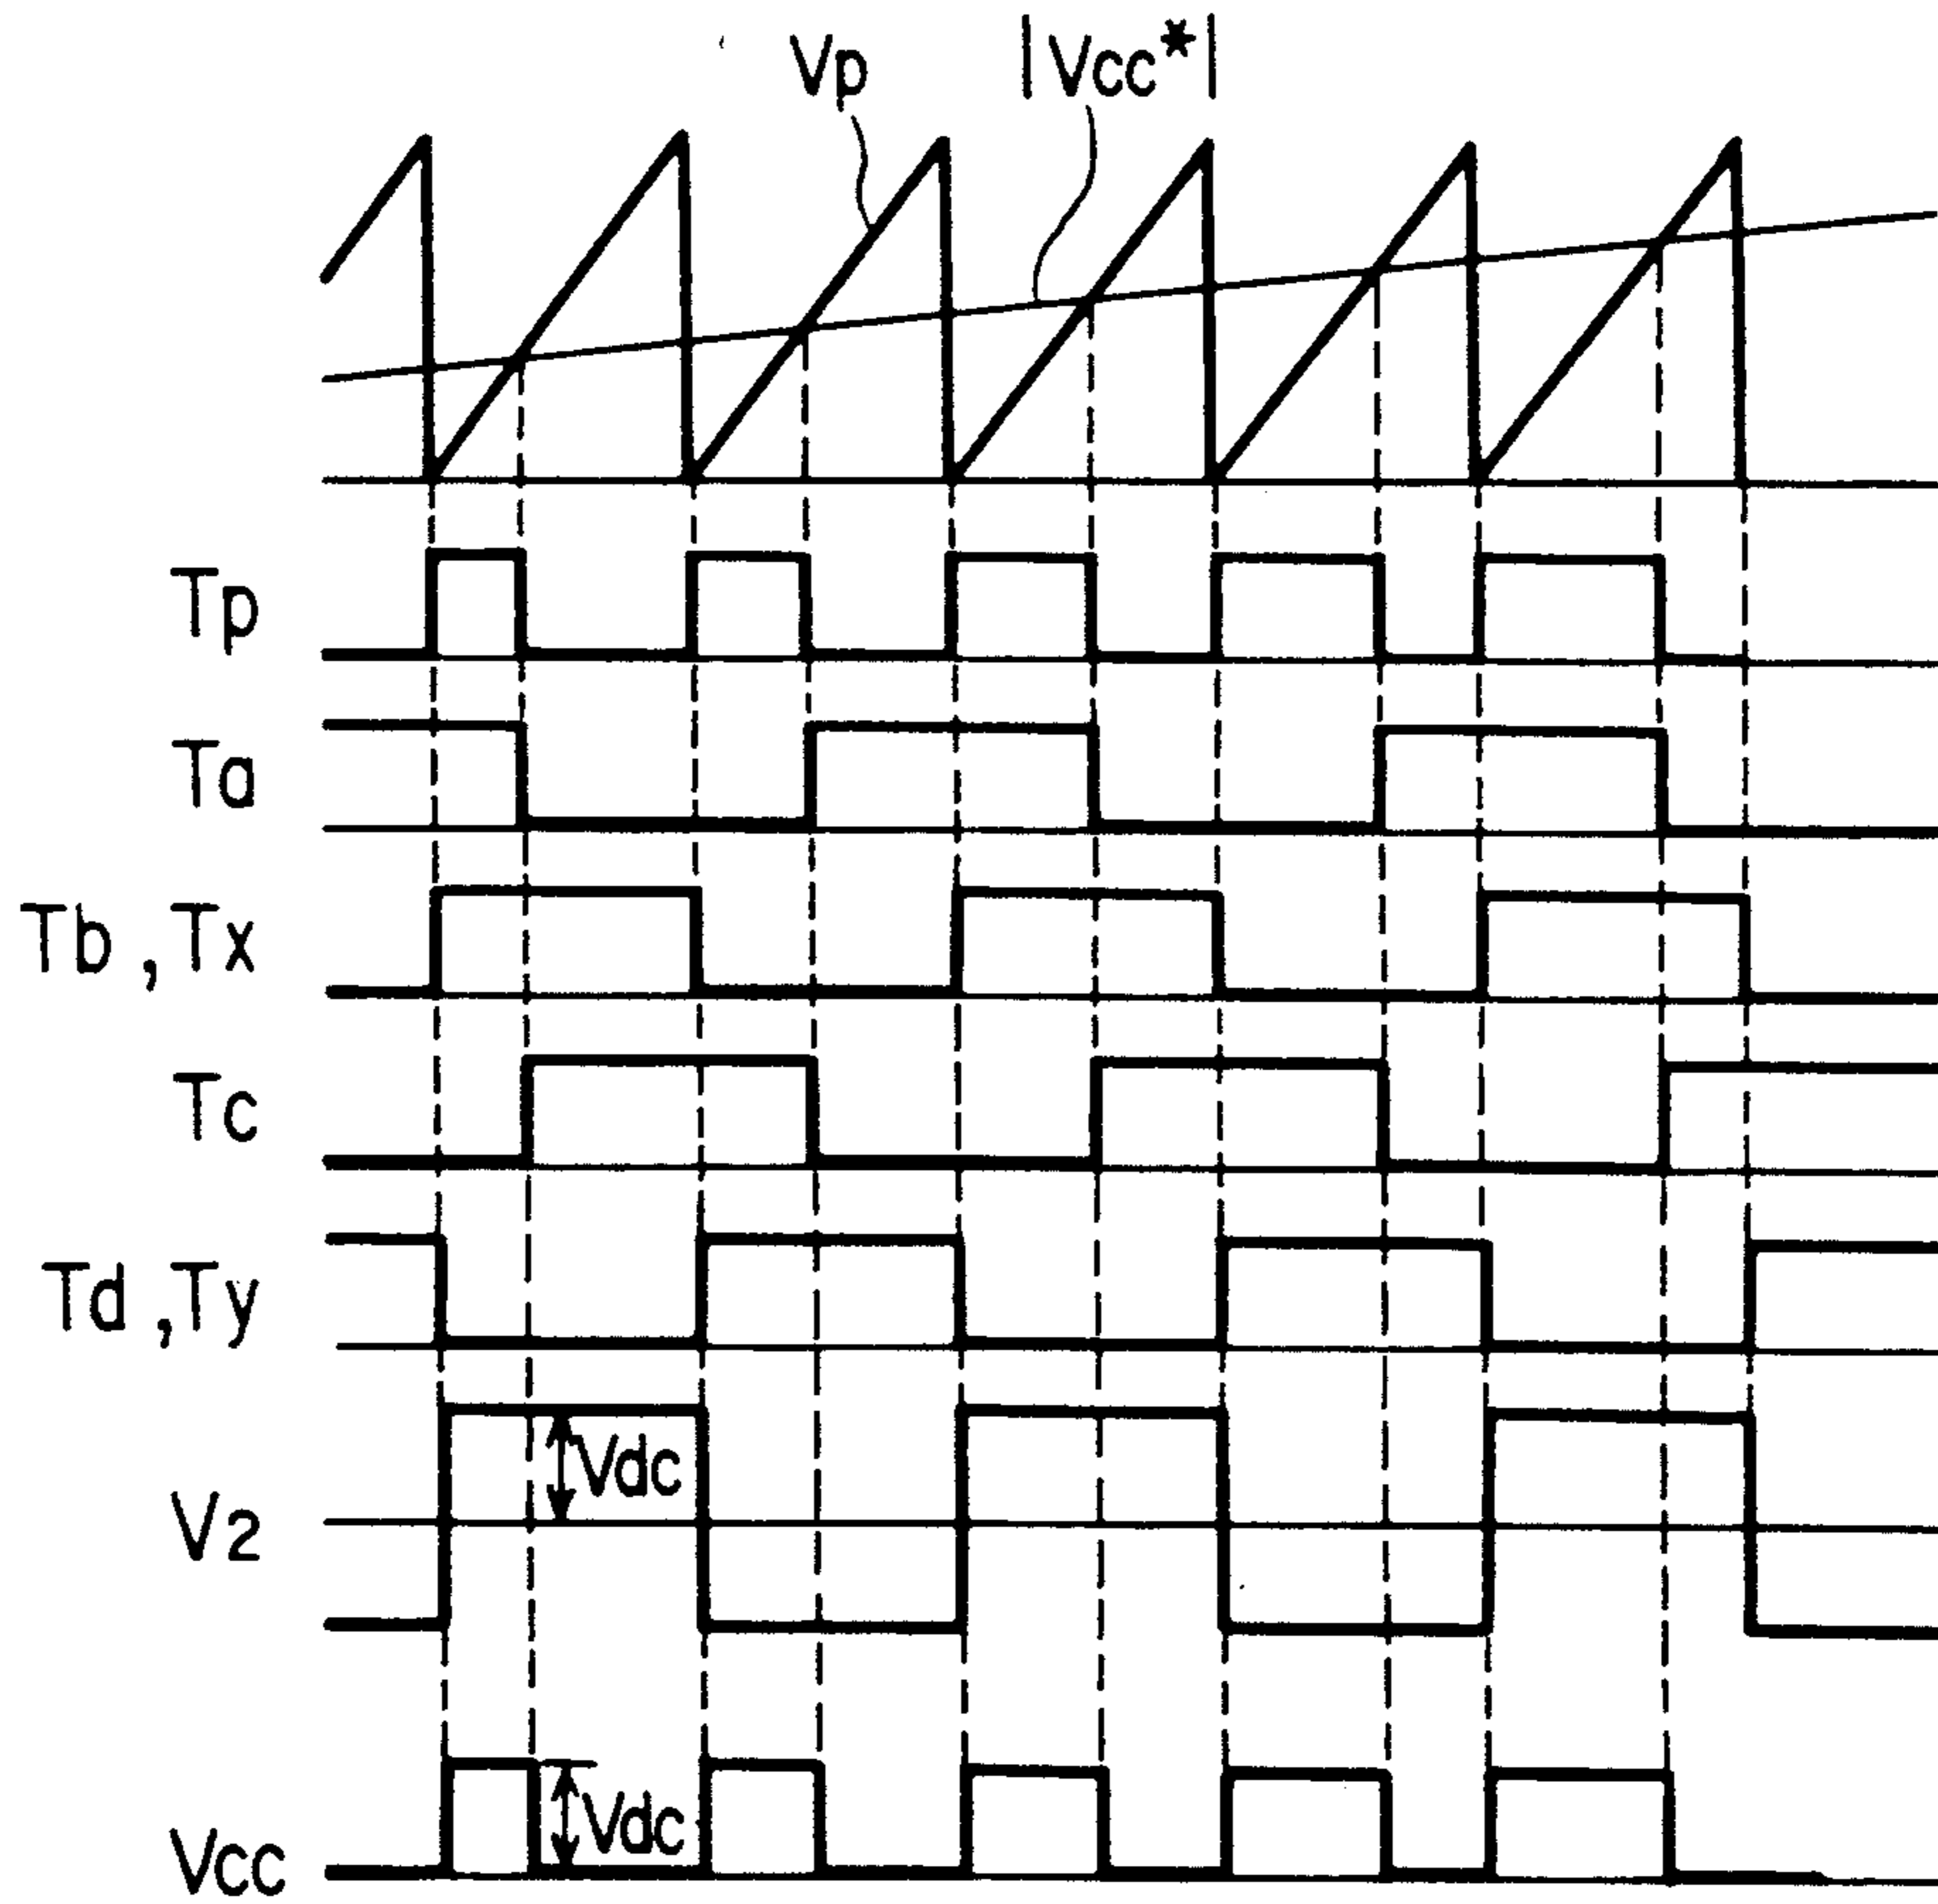 Vp |Vcc*|
Tp
Ta
Tb ,Tx
Tc
Td ,Ty
Vdc
V2
Vdc
Vcc